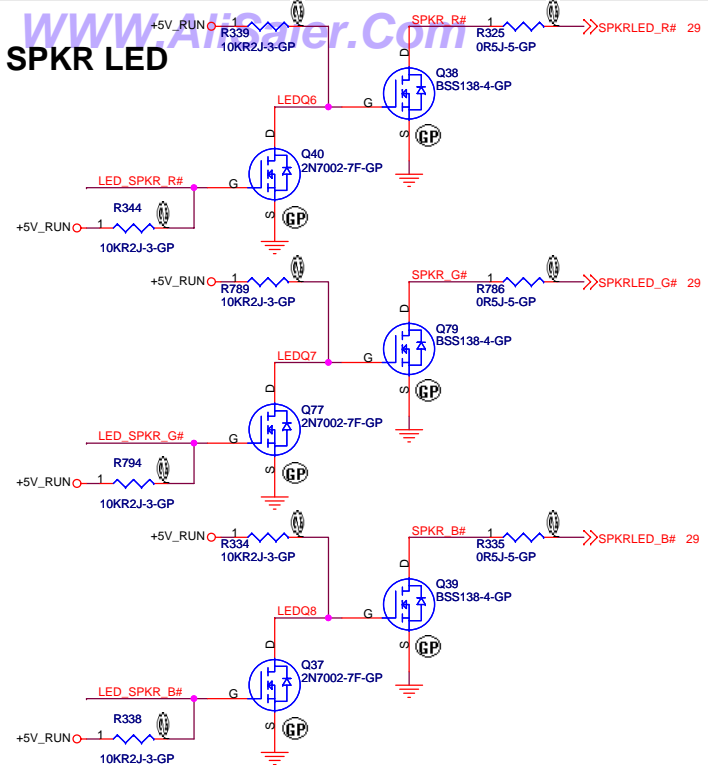 WWW.AliSaler.Com
SPKR LED
+5V_RUN
1
R339
10KR2J-3-GP
SPKR_R#
1
R325
0R5J-5-GP
SPKRLED_R# 29
D
Q38
BSS138-4-GP
G
S
GP
LEDQ6
D
Q40
2N7002-7F-GP
LED_SPKR_R#
G
S
GP
R344
+5V_RUN
1
10KR2J-3-GP
+5V_RUN
1
R789
10KR2J-3-GP
SPKR_G#
1
R786
0R5J-5-GP
SPKRLED_G# 29
D
Q79
BSS138-4-GP
G
S
GP
LEDQ7
D
Q77
2N7002-7F-GP
LED_SPKR_G#
G
S
GP
R794
+5V_RUN
1
10KR2J-3-GP
+5V_RUN
1
R334
10KR2J-3-GP
SPKR_B#
1
R335
0R5J-5-GP
SPKRLED_B# 29
D
Q39
BSS138-4-GP
G
S
GP
LEDQ8
D
Q37
2N7002-7F-GP
LED_SPKR_B#
G
S
GP
R338
+5V_RUN
1
10KR2J-3-GP